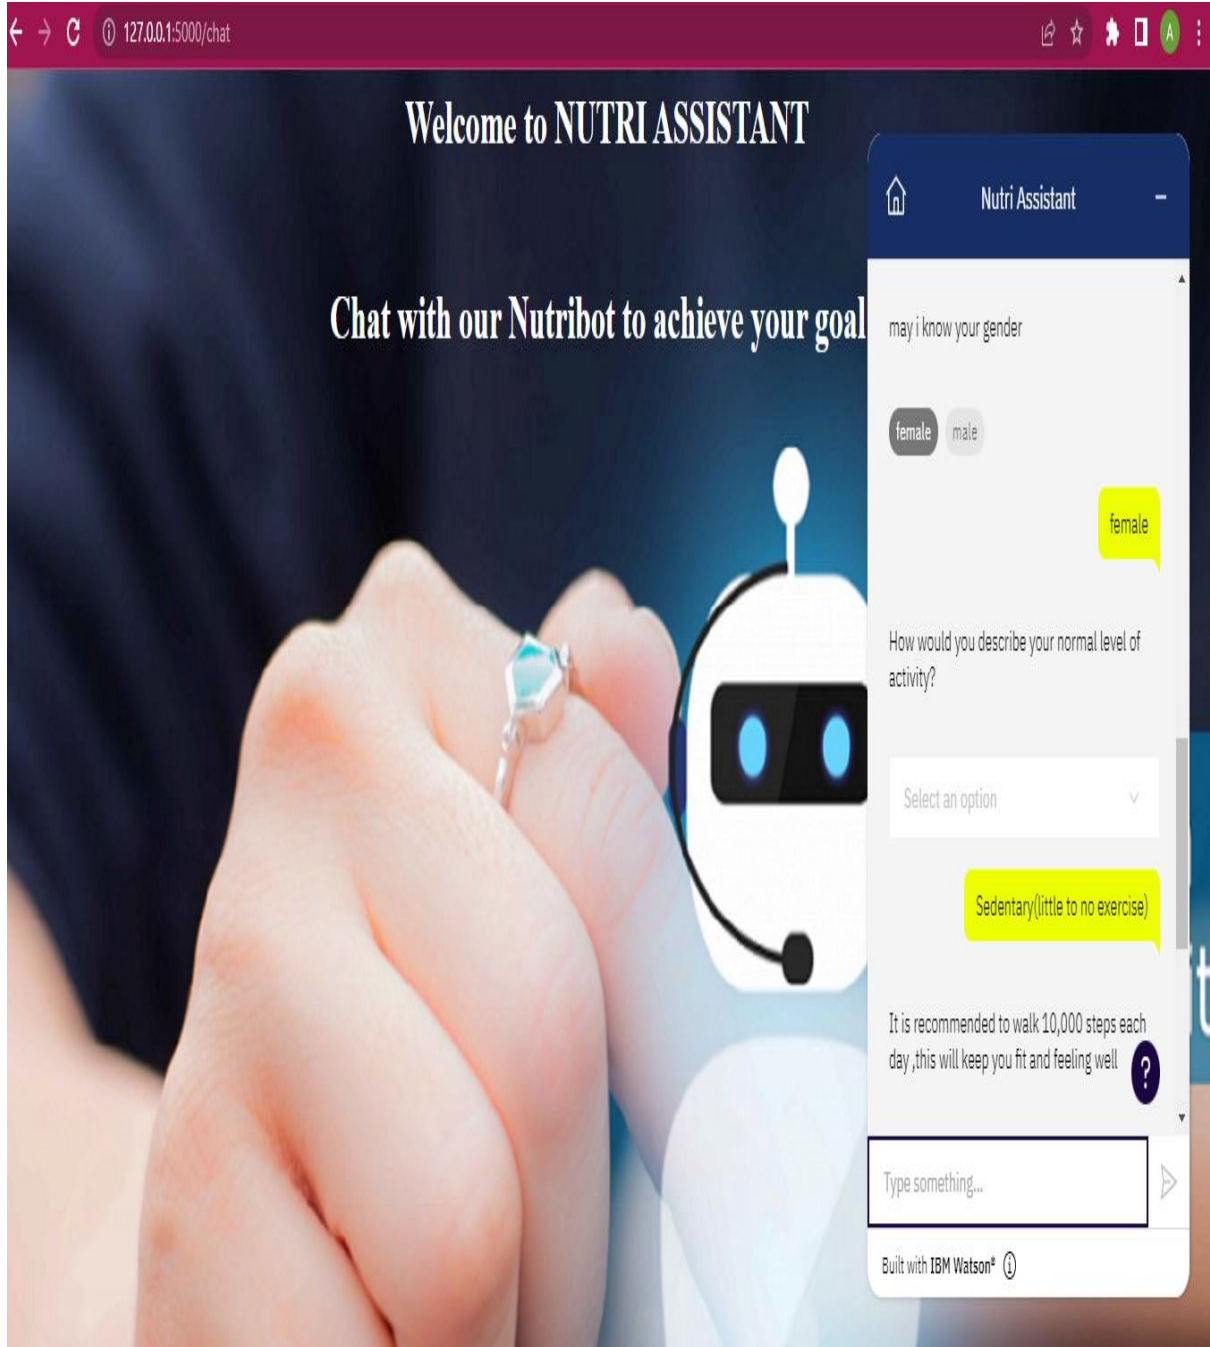 127.0.0.1:5000/chat
A
Welcome to NUTRI ASSISTANT
Chat with our Nutribot to achieve your goal
Nutri Assistant
may i know your gender
female male
female
How would you describe your normal level of
activity?
Select an option
Sedentary(little to no exercise)
It is recommended to walk 10,000 steps each
day ,this will keep you fit and feeling well
?
Type something...
Built with IBM Watson®